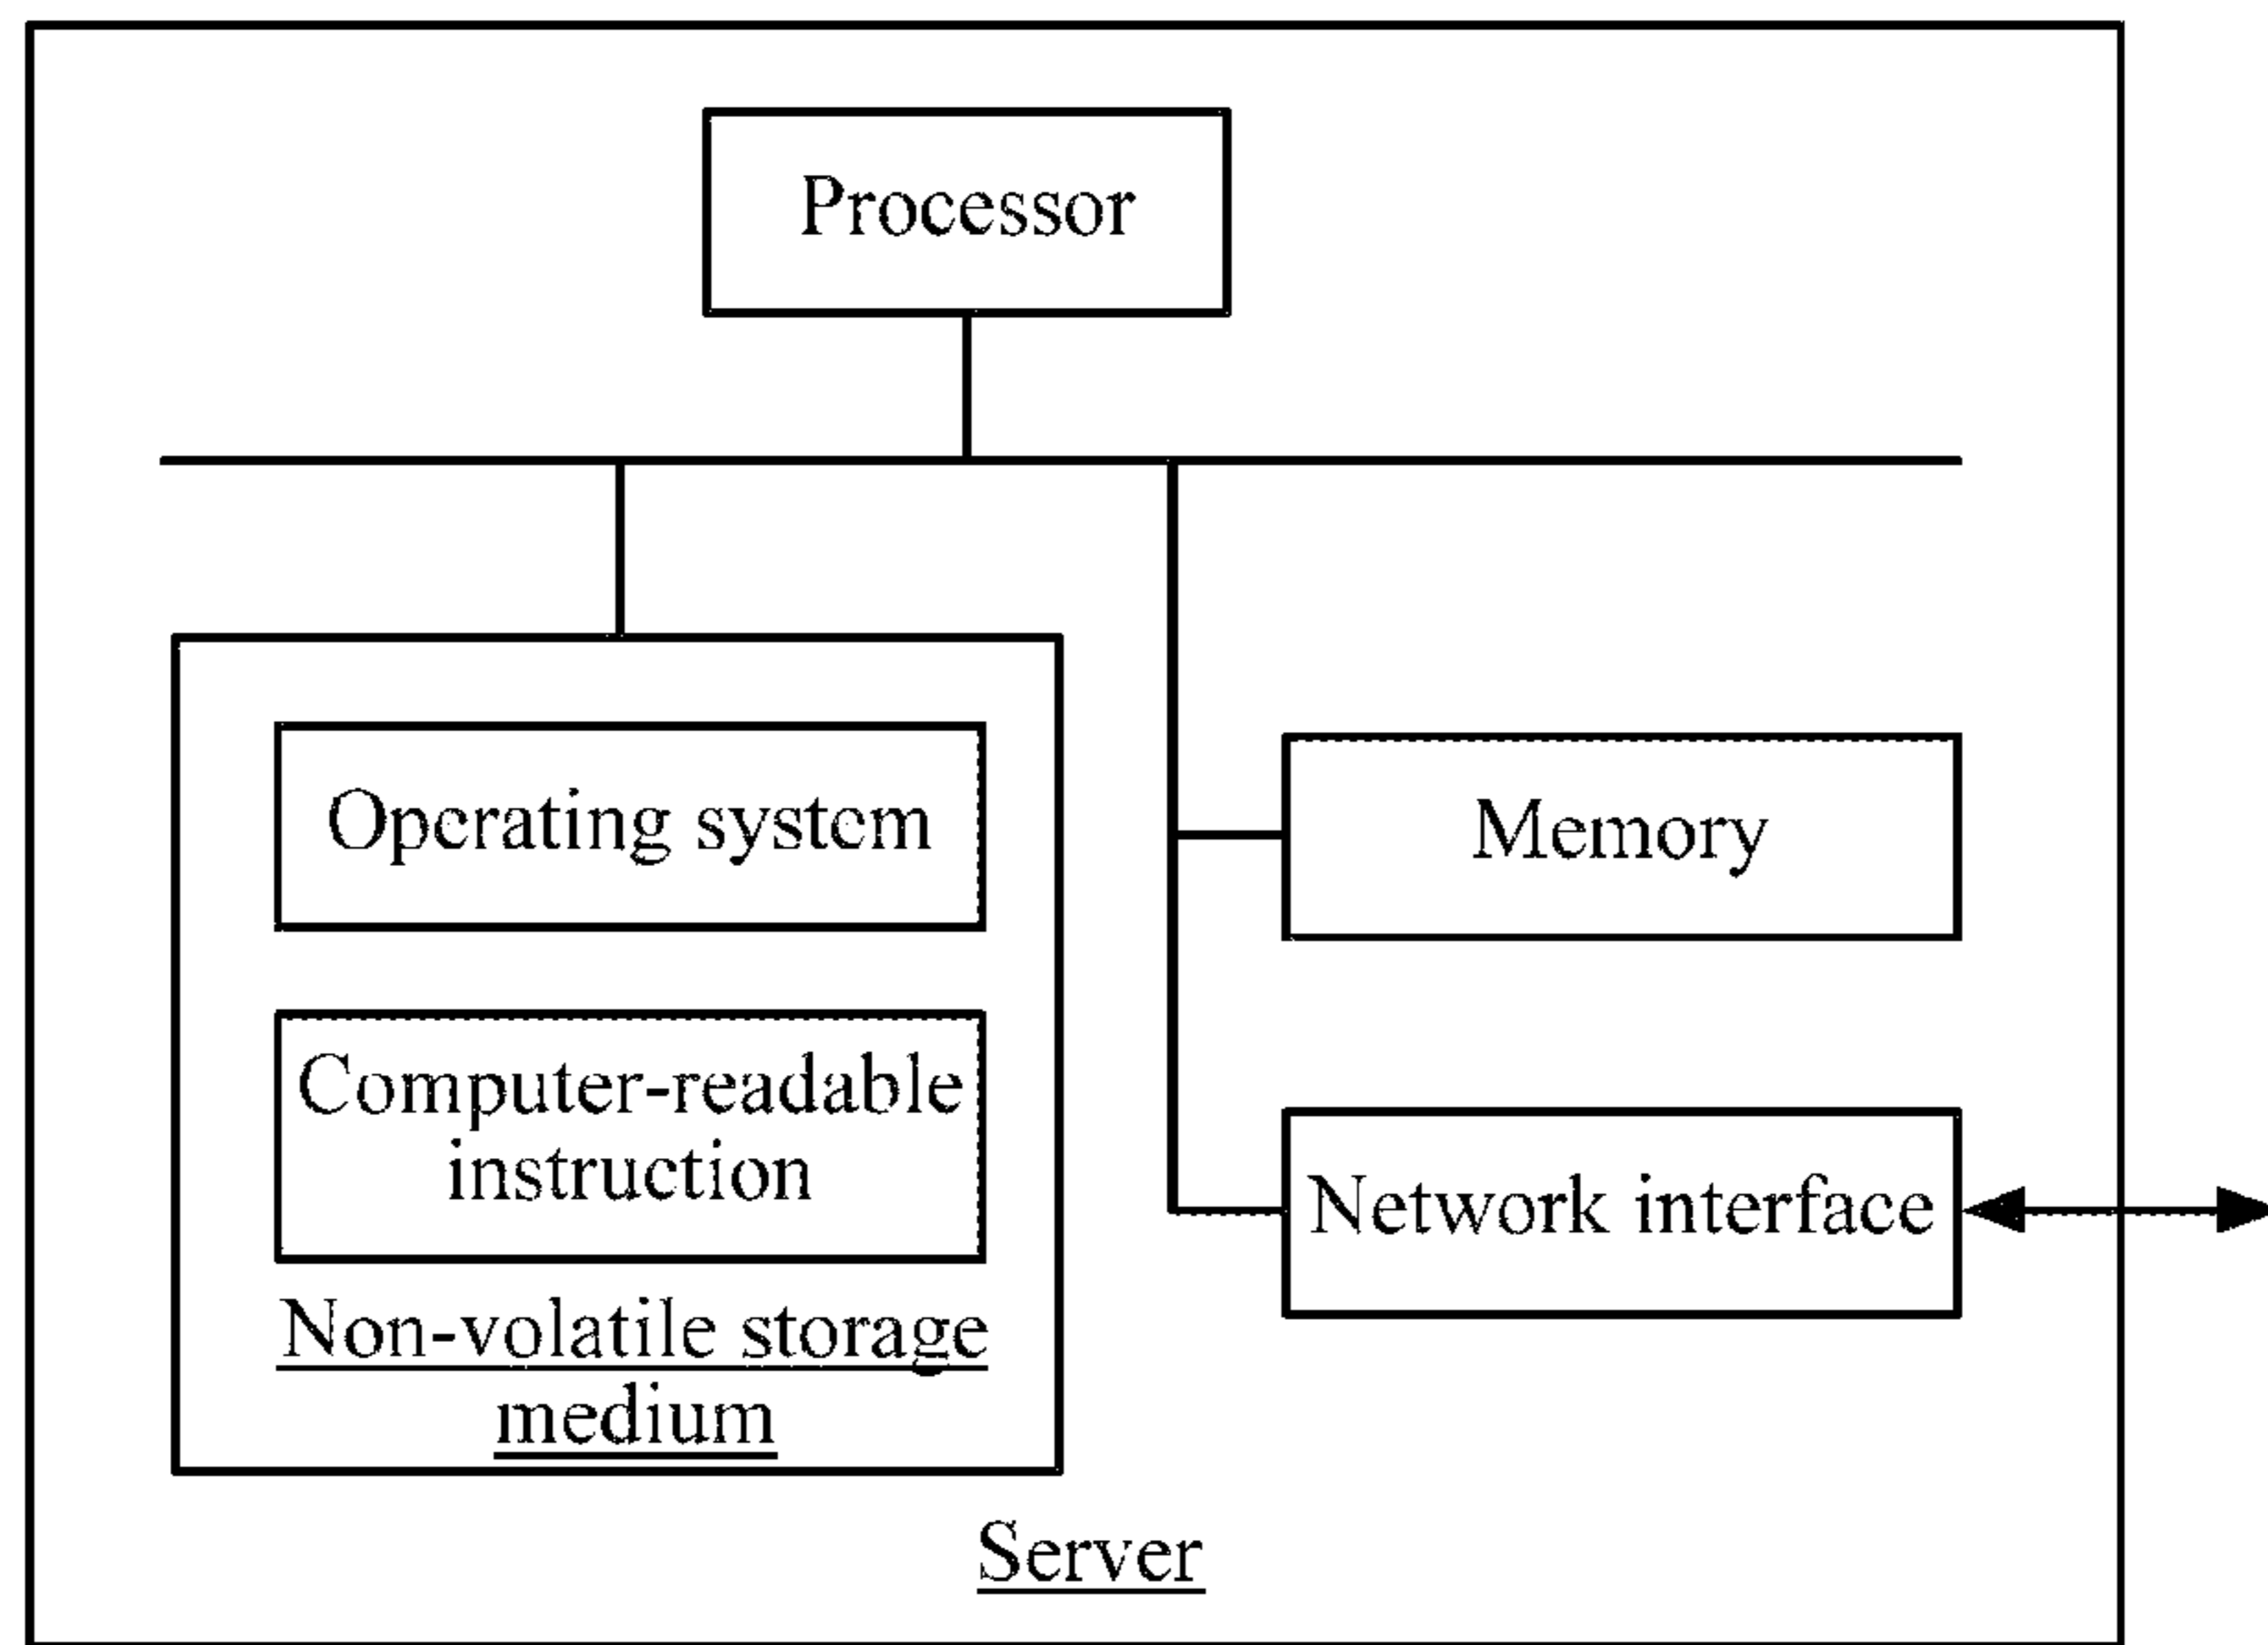 Processor
Operating system
Memory
Computer-readable
instruction
Network interface
Non-volatile storage
medium
Server